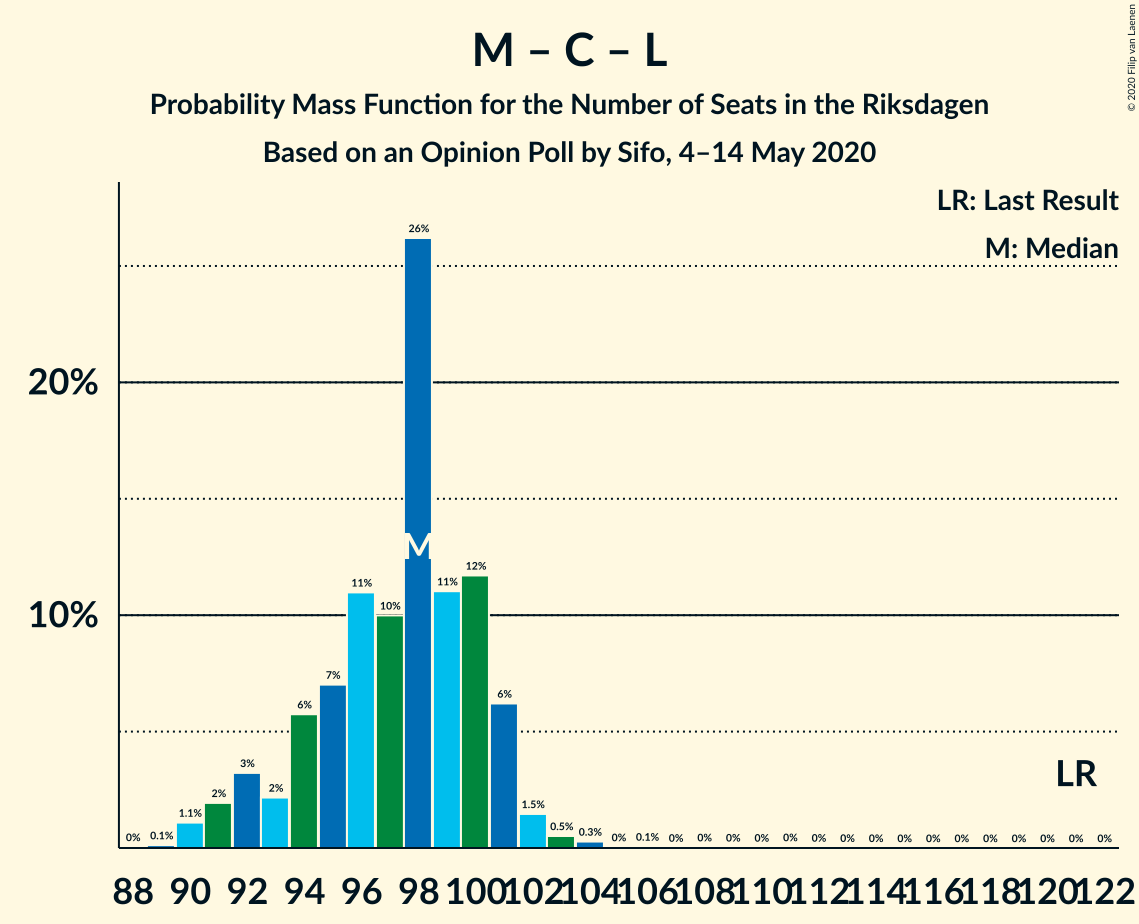 M – C – L
Probability Mass Function for the Number of Seats in the Riksdagen
Based on an Opinion Poll by Sifo, 4–14 May 2020
© 2020 Filip van Laenen
LR: Last Result
M: Median
26%
20%
M
12%
11%
11%
10%
10%
7%
6%
6%
LR
3%
2%
2%
1.1%
1.5%
0.5%
0.3%
0% 0.1% 0% 0.1% 0% 0% 0% 0% 0% 0% 0% 0% 0% 0% 0% 0% 0% 0% 0% 0%
88 90 92 94 96 98 100 102 104 106 108 110 112 114 116 118 120 122